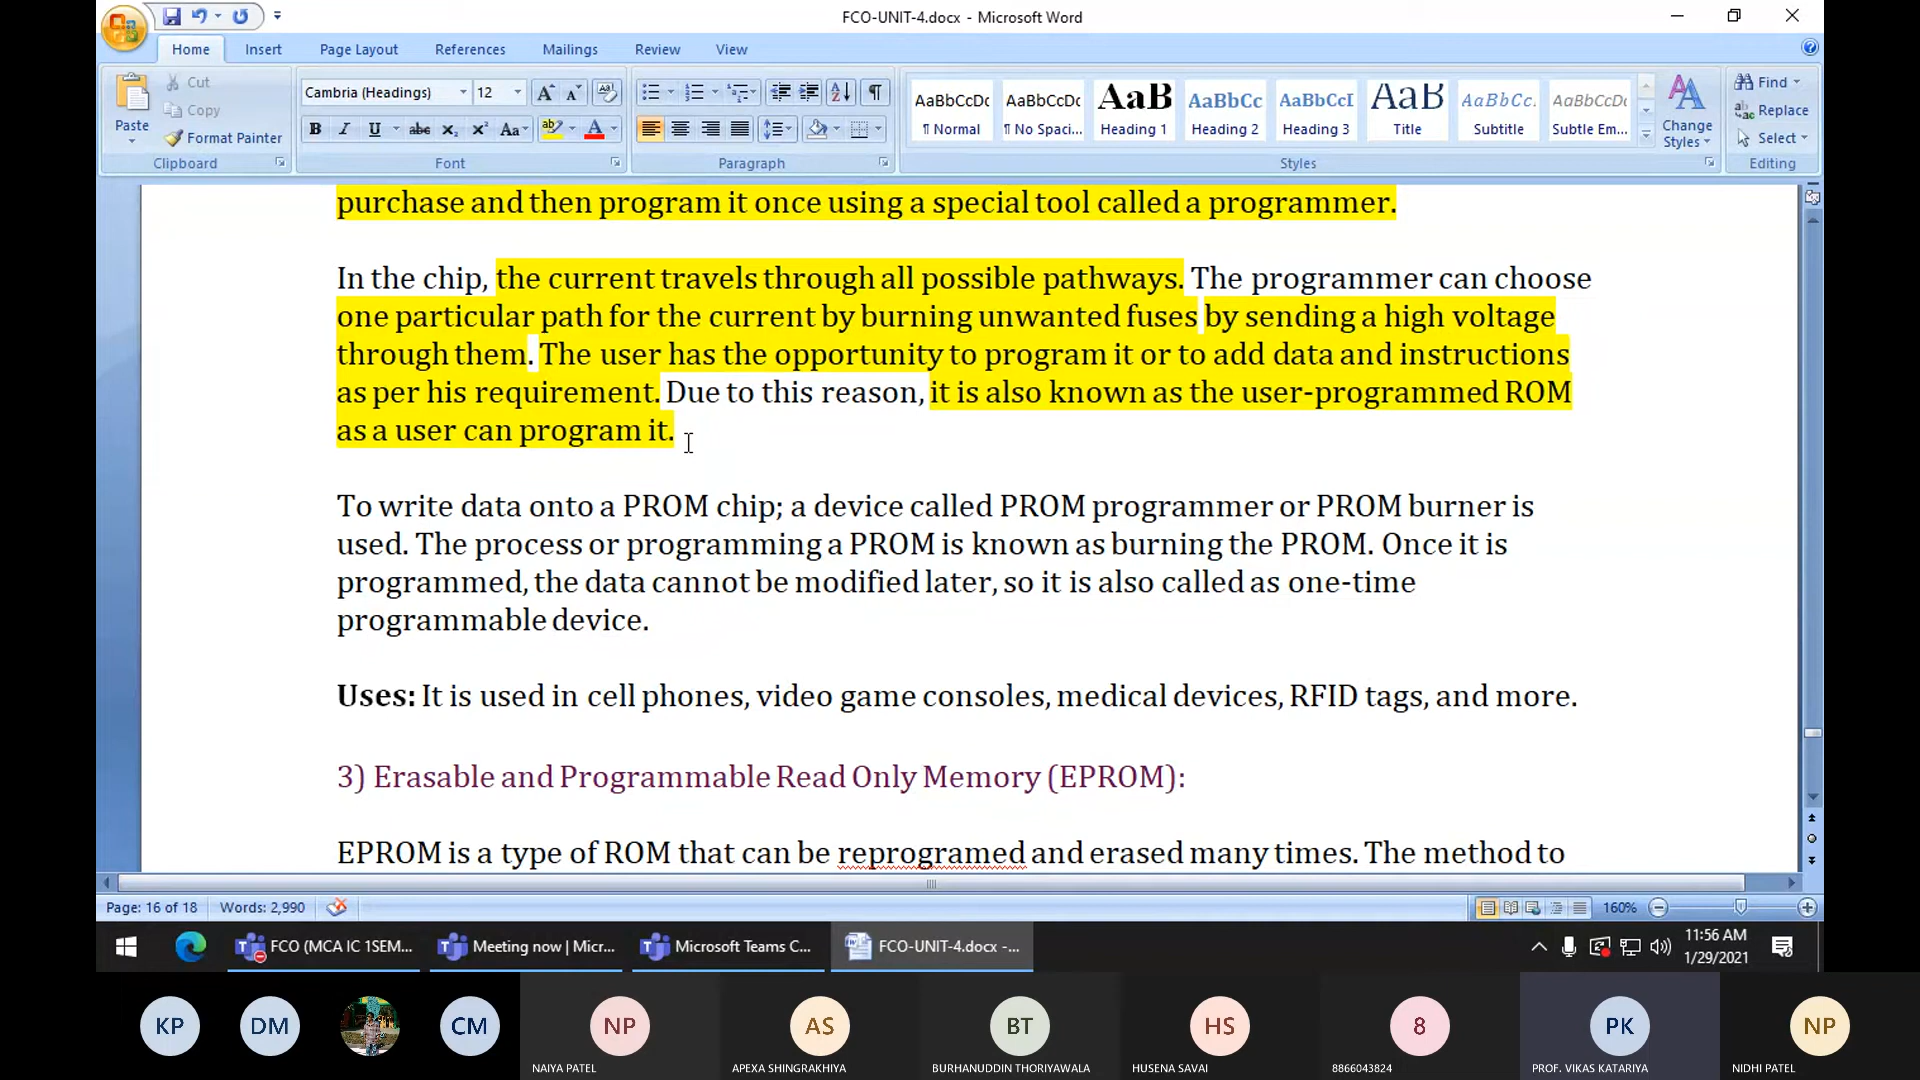 FCO-UNIT-4.docx - Microsoft Word
Home Insert Page Layout References Mailings Review View
Paste
Cut
Copy
Format Painter
Clipboard
Cambria (Headings) 12
Font
Paragraph
AaBbCcDc AaBbCcDc AaB AaBbCc AaBbCcI AaB AaBbCc. AaBbCcDc
¶ Normal ¶ No Spaci... Heading 1 Heading 2 Heading 3 Title Subtitle Subtle Em...
Change
Styles
Styles
Find
Replace
Select
Editing
purchase and then program it once using a special tool called a programmer.
In the chip, the current travels through all possible pathways. The programmer can choose
one particular path for the current by burning unwanted fuses by sending a high voltage
through them. The user has the opportunity to program it or to add data and instructions
as per his requirement. Due to this reason, it is also known as the user-programmed ROM
as a user can program it.
To write data onto a PROM chip; a device called PROM programmer or PROM burner is
used. The process or programming a PROM is known as burning the PROM. Once it is
programmed, the data cannot be modified later, so it is also called as one-time
programmable device.
Uses: It is used in cell phones, video game consoles, medical devices, RFID tags, and more.
3) Erasable and Programmable Read Only Memory (EPROM):
EPROM is a type of ROM that can be reprogramed and erased many times. The method to
Page: 16 of 18 Words: 2,990 160%
FCO (MCA IC 1SEM... Meeting now | Micr... Microsoft Teams C... FCO-UNIT-4.docx -...
11:56 AM
1/29/2021
KP DM CM NP AS BT HS 8 PK NP
NAIYA PATEL APEXA SHINGRAKHIYA BURHANUDDIN THORIYAWALA HUSENA SAVAI 8866043824 PROF. VIKAS KATARIYA NIDHI PATEL